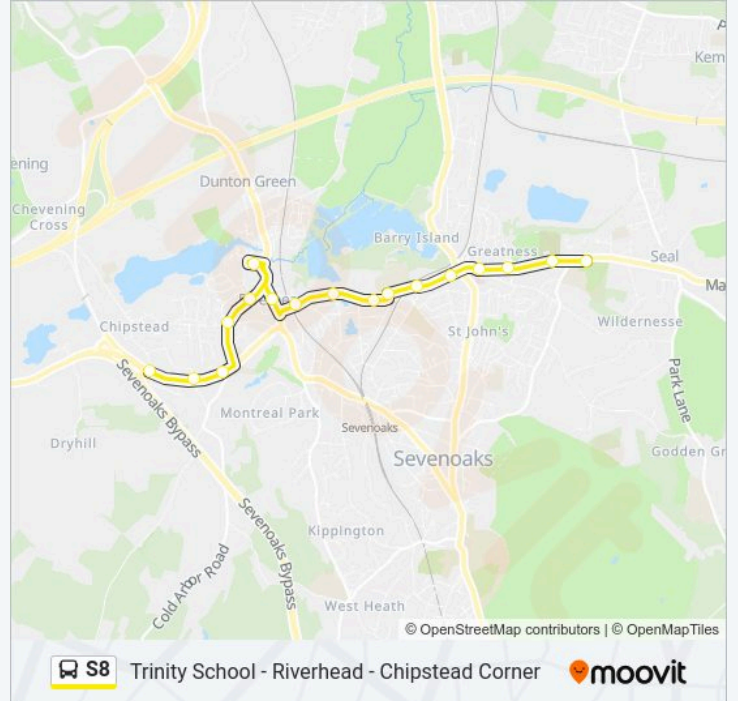 Kem
ening
Dunton Green
Chevening
Cross
Barry Island
Greatness
Seal
Ma
Chipstead
St John's
Wildernesse
Sevenoaks Bypass
Park Lane
Montreal Park
Sevenoaks
Dryhill
Sevenoaks
Godden Gr
Sevenoaks Bypass
Kippington
Cold Arbor Road
West Heath
© OpenStreetMap contributors | © OpenMapTiles
S8 Trinity School - Riverhead - Chipstead Corner moovit